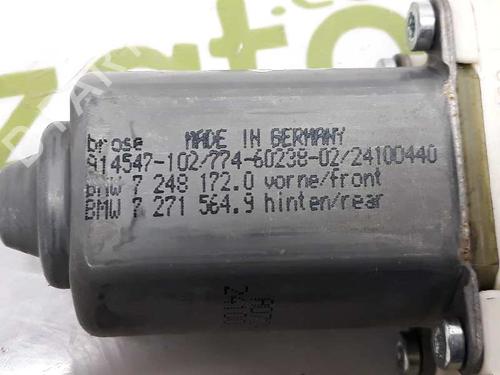 brose MADE IN GERMANY
914547-102/774-60238-02/24100440
BMW 7 248 172.0 vorne/front
BMW 7 271 564.9 hinten/rear